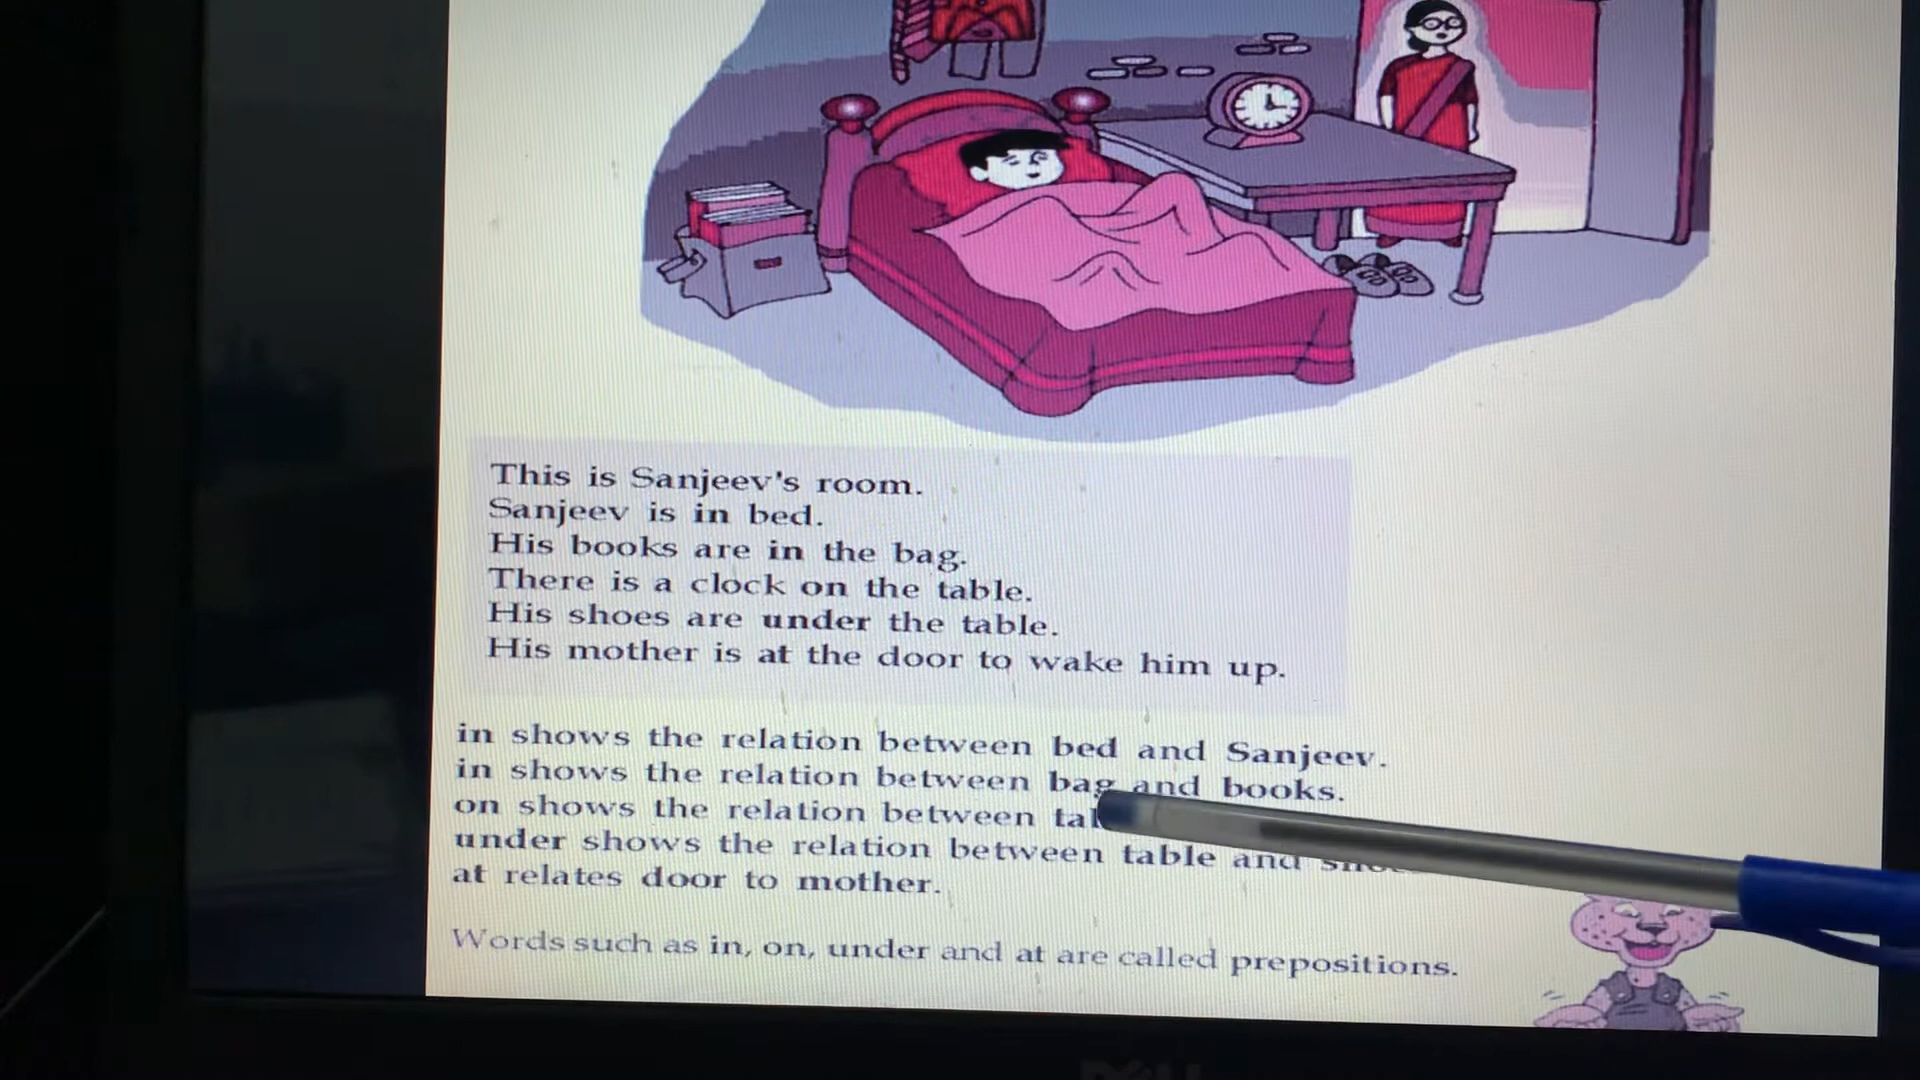 This is Sanjeev's room.
Sanjeev is in bed.
His books are in the bag.
There is a clock on the table.
His shoes are under the table.
His mother is at the door to wake him up.
in shows the relation between bed and Sanjeev.
in shows the relation between bag and books.
on shows the relation between
under shows the relation between table and
at relates door to mother.
Words such as in, on, under and at are called prepositions.